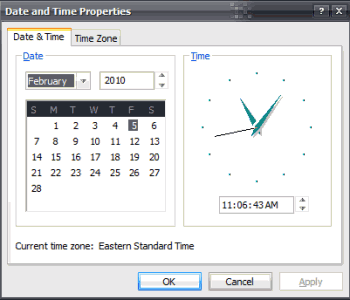 Date and Time Properties
Date & Time
Time Zone
Date
February
2010
S M T W T F S
1 2 3 4 5 6
7 8 9 10 11 12 13
14 15 16 17 18 19 20
21 22 23 24 25 26 27
28
Time
11:06:43 AM
Current time zone: Eastern Standard Time
OK
Cancel
Apply